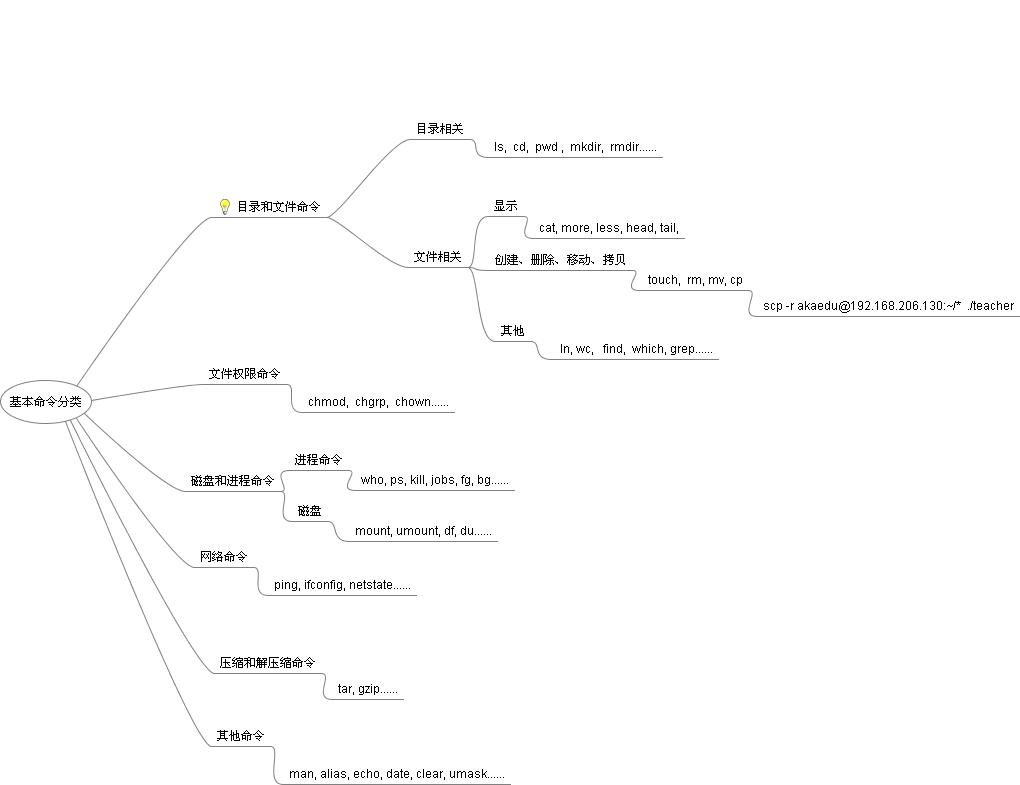 目录相关
ls, cd, pwd , mkdir, rmdir......
目录和文件命令
显示
cat, more, less, head, tail,
文件相关
创建、删除、移动、拷贝
touch, rm, mv, cp
scp -r akaedu@192.168.206.130:~/* ./teacher
其他
ln, wc, find, which, grep......
文件权限命令
基本命令分类
chmod, chgrp, chown......
进程命令
磁盘和进程命令
who, ps, kill, jobs, fg, bg......
磁盘
mount, umount, df, du......
网络命令
ping, ifconfig, netstate......
压缩和解压缩命令
tar, gzip......
其他命令
man, alias, echo, date, clear, umask......